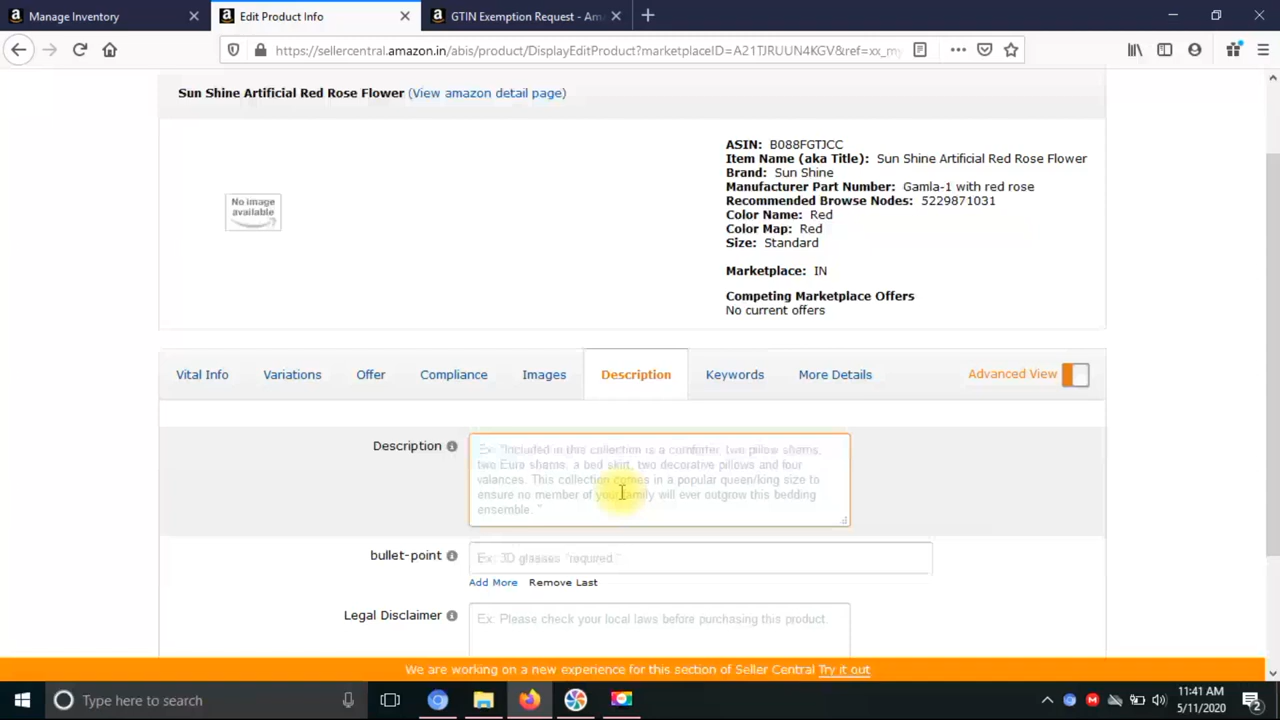 Manage Inventory
Edit Product Info
GTIN Exemption Request - Am
https://sellercentral.amazon.in/abis/product/DisplayEditProduct?marketplaceID=A21TJRUUN4KGV&ref=xx_my
Sun Shine Artificial Red Rose Flower (View amazon detail page)
No image
available
ASIN: B088FGTJCC
Item Name (aka Title): Sun Shine Artificial Red Rose Flower
Brand: Sun Shine
Manufacturer Part Number: Gamla-1 with red rose
Recommended Browse Nodes: 5229871031
Color Name: Red
Color Map: Red
Size: Standard
Marketplace: IN
Competing Marketplace Offers
No current offers
Vital Info Variations Offer Compliance Images Description Keywords More Details Advanced View
Description
Ex: "Included in this collection is a comforter, two pillow shams,
two Euro shams, a bed skirt, two decorative pillows and four
valances. This collection comes in a popular queen/king size to
ensure no member of your family will ever outgrow this bedding
ensemble. "
bullet-point
Ex: 3D glasses "required."
Add More Remove Last
Legal Disclaimer
Ex: Please check your local laws before purchasing this product.
We are working on a new experience for this section of Seller Central Try it out
Type here to search
11:41 AM
5/11/2020
2